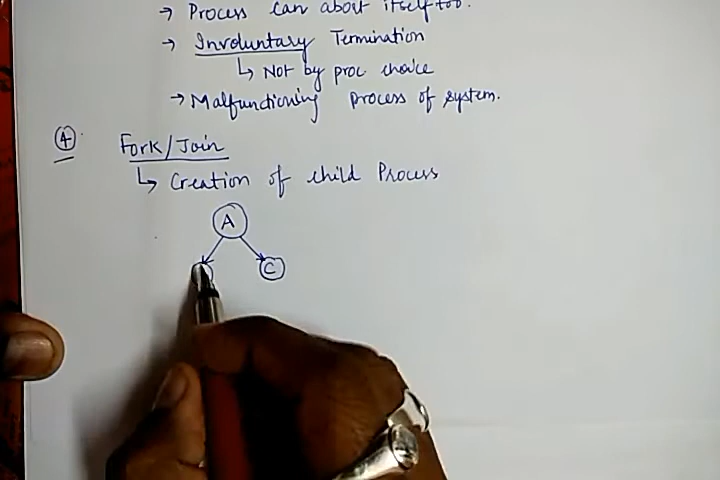 → Process can abort itself too.
→ Involuntary Termination
↳ Not by proc choice
→ Malfunctioning process of system.
④ Fork/Join
↳ Creation of child Process
A
C